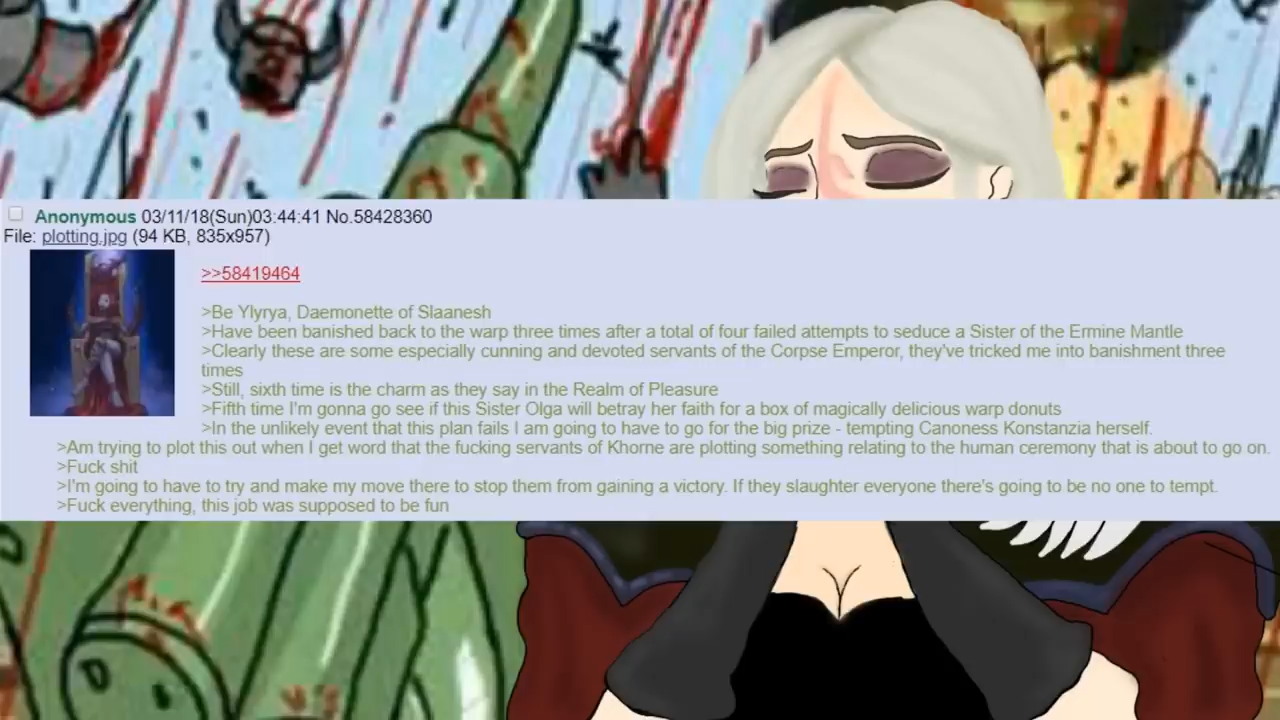 Anonymous 03/11/18(Sun)03:44:41 No.58428360
File: plotting.jpg (94 KB, 835x957)
>>58419464
>Be Ylyrya, Daemonette of Slaanesh
>Have been banished back to the warp three times after a total of four failed attempts to seduce a Sister of the Ermine Mantle
>Clearly these are some especially cunning and devoted servants of the Corpse Emperor, they've tricked me into banishment three
times
>Still, sixth time is the charm as they say in the Realm of Pleasure
>Fifth time I'm gonna go see if this Sister Olga will betray her faith for a box of magically delicious warp donuts
>In the unlikely event that this plan fails I am going to have to go for the big prize - tempting Canoness Konstanzia herself.
>Am trying to plot this out when I get word that the fucking servants of Khorne are plotting something relating to the human ceremony that is about to go on.
>Fuck shit
>I'm going to have to try and make my move there to stop them from gaining a victory. If they slaughter everyone there's going to be no one to tempt.
>Fuck everything, this job was supposed to be fun